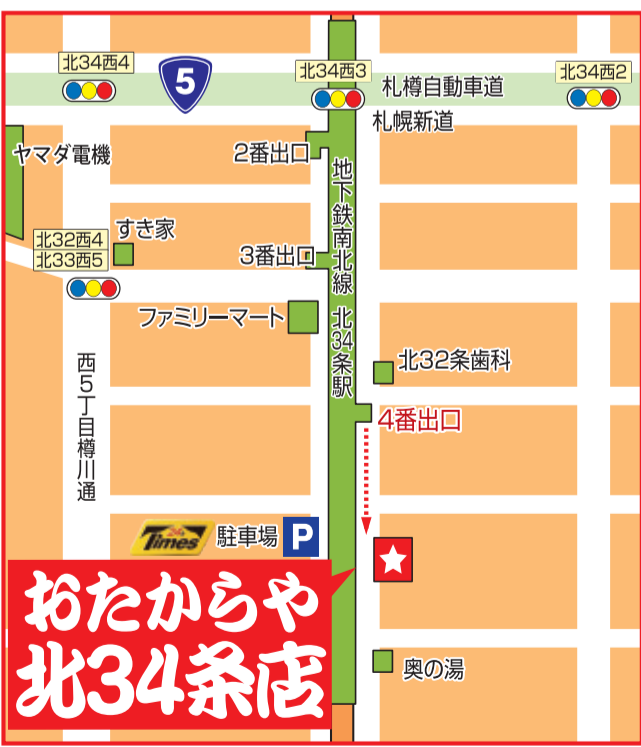 北34西4
5
北34西3
北34西2
札樽自動車道
札幌新道
ヤマダ電機
2番出口
地下鉄南北線 北34条駅
すき家
北32西4
北33西5
3番出口
ファミリーマート
北32条歯科
西5丁目樽川通
4番出口
24h
Times
駐車場
P
おたからや
北34条店
奥の湯